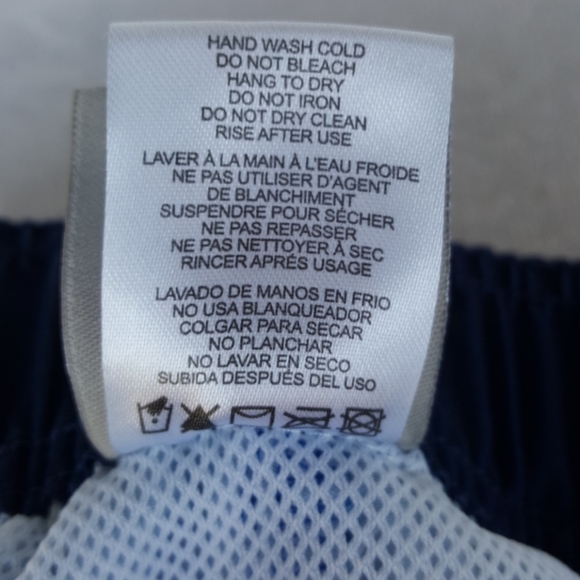 HAND WASH COLD
DO NOT BLEACH
HANG TO DRY
DO NOT IRON
DO NOT DRY CLEAN
RISE AFTER USE
LAVER À LA MAIN À L'EAU FROIDE
NE PAS UTILISER D'AGENT
DE BLANCHIMENT
SUSPENDRE POUR SÉCHER
NE PAS REPASSER
NE PAS NETTOYER À SEC
RINCER APRÉS USAGE
LAVADO DE MANOS EN FRIO
NO USA BLANQUEADOR
COLGAR PARA SECAR
NO PLANCHAR
NO LAVAR EN SECO
SUBIDA DESPUÉS DEL USO